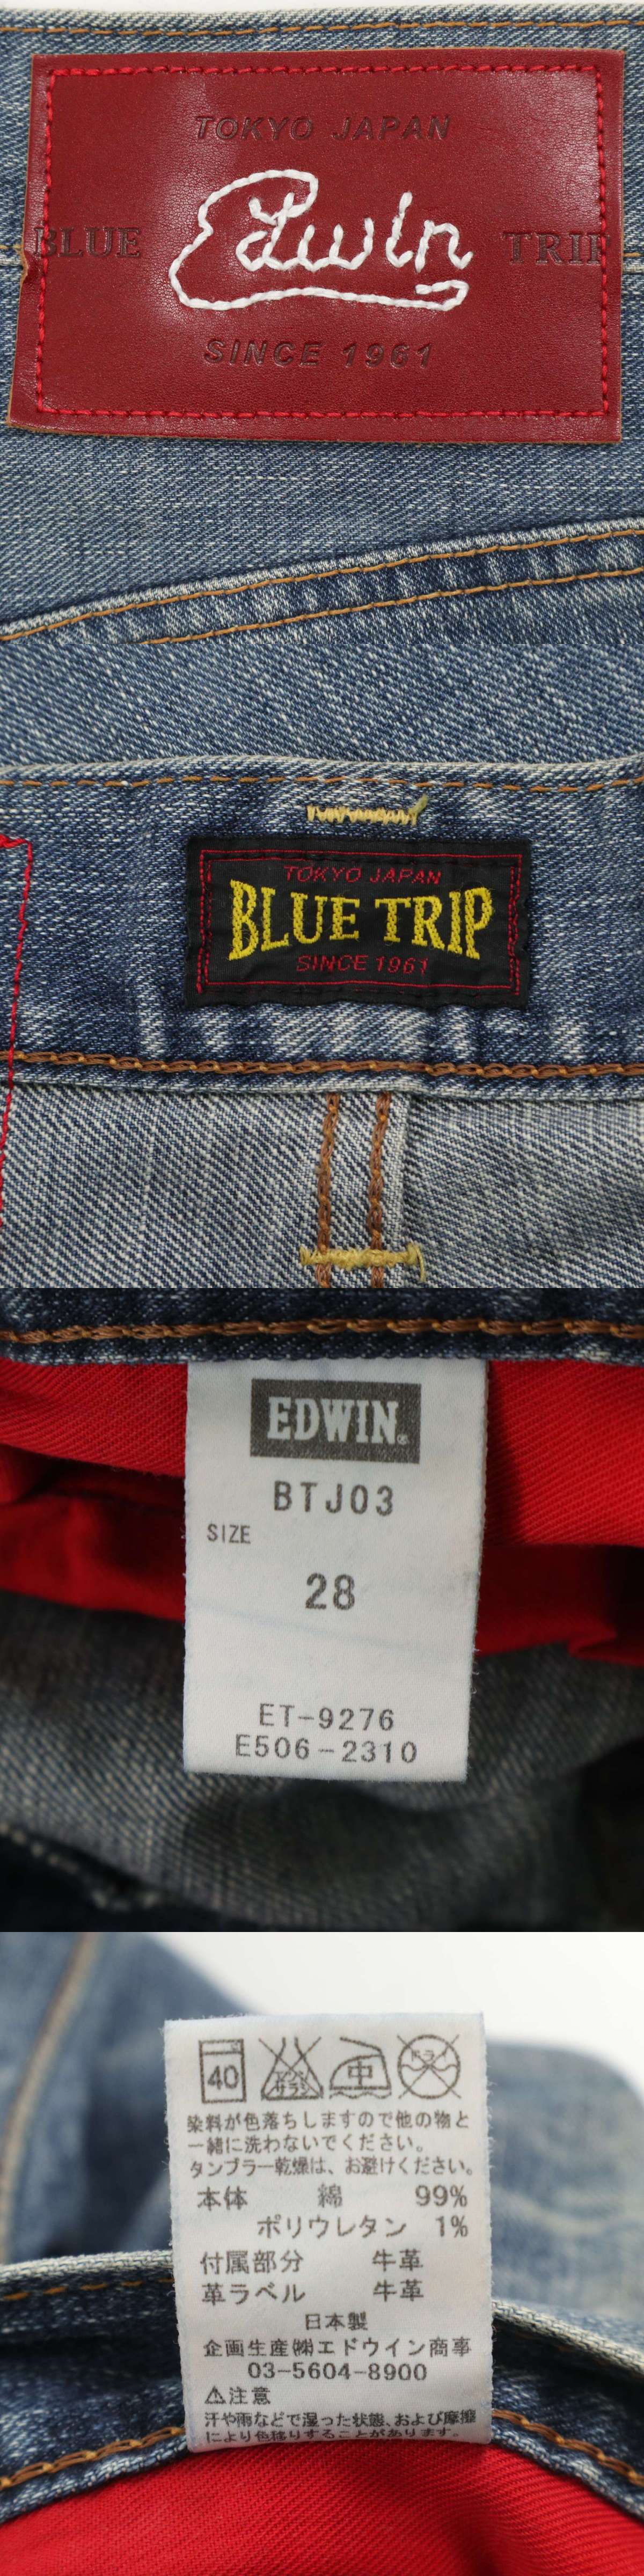 TOKYO JAPAN
BLUE Edwin TRIP
SINCE 1961
TOKYO JAPAN
BLUE TRIP
SINCE 1961
EDWIN
BTJ03
SIZE
28
ET-9276
E506-2310
40 サラシ 中 ドライ
染料が色落ちしますので他の物と
一緒に洗わないでください。
タンブラー乾燥は、お避けください。
本体 綿 99%
ポリウレタン 1%
付属部分 牛革
革ラベル 牛革
日本製
企画生産㈱エドウイン商事
03-5604-8900
⚠注意
汗や雨などで湿った状態、および摩擦
により色移りすることがあります。